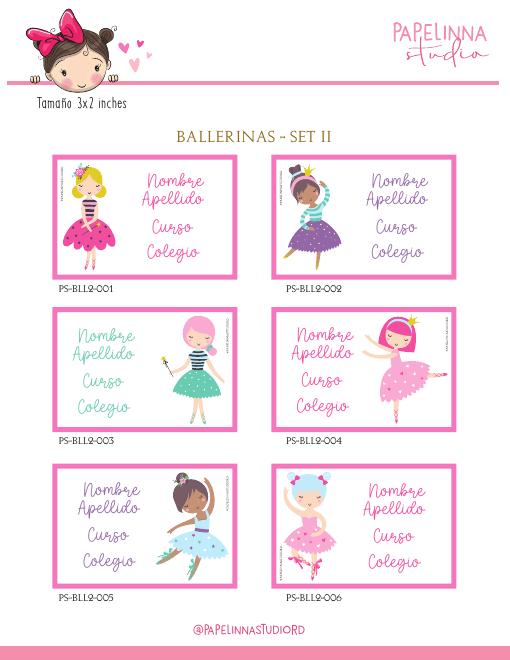 PAPELINNA
studio
Tamaño 3x2 inches
BALLERINAS - SET II
Nombre
Apellido
Curso
Colegio
PS-BLL2-001
Nombre
Apellido
Curso
Colegio
PS-BLL2-002
Nombre
Apellido
Curso
Colegio
PS-BLL2-003
Nombre
Apellido
Curso
Colegio
PS-BLL2-004
Nombre
Apellido
Curso
Colegio
PS-BLL2-005
Nombre
Apellido
Curso
Colegio
PS-BLL2-006
@PAPELINNASTUDIORD